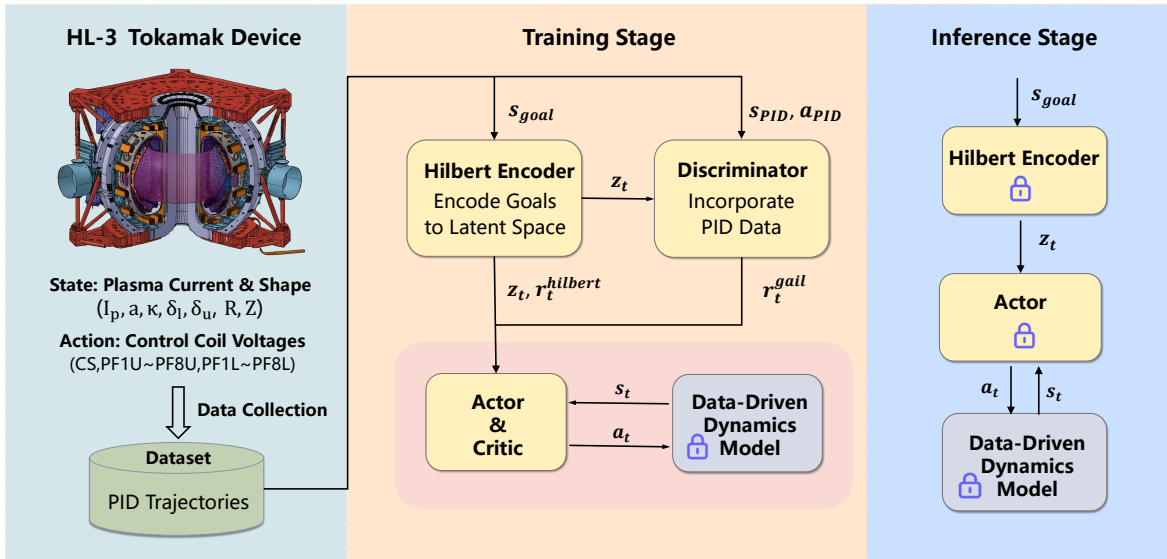 HL-3 Tokamak Device
State: Plasma Current & Shape
(I_p, a, κ, δ_l, δ_u, R, Z)
Action: Control Coil Voltages
(CS,PF1U~PF8U,PF1L~PF8L)
Data Collection
Dataset
PID Trajectories
Training Stage
s_goal
s_PID, a_PID
Hilbert Encoder
Encode Goals
to Latent Space
z_t
Discriminator
Incorporate
PID Data
z_t, r_t^hilbert
r_t^gail
Actor
&
Critic
s_t
a_t
Data-Driven
Dynamics
Model
Inference Stage
s_goal
Hilbert Encoder
z_t
Actor
a_t
s_t
Data-Driven
Dynamics
Model